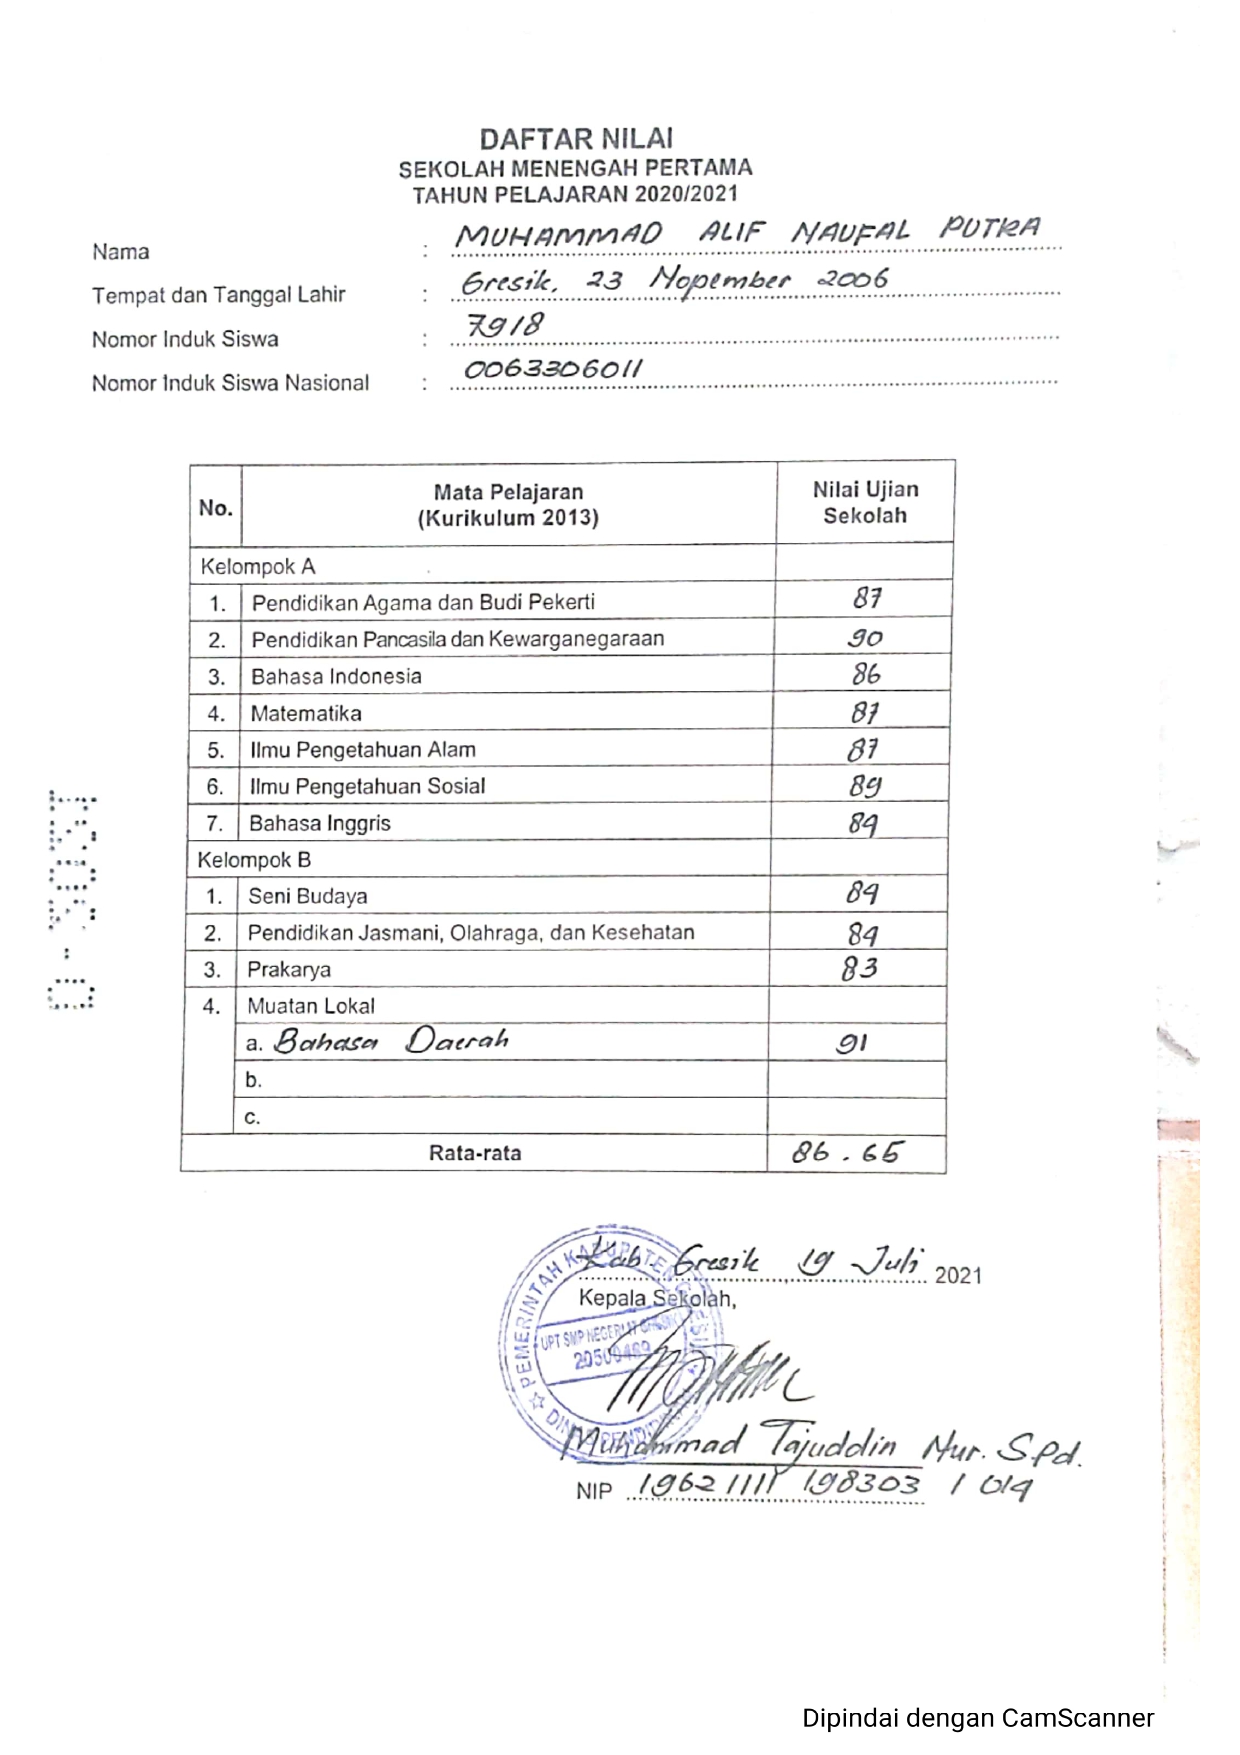 DAFTAR NILAI
SEKOLAH MENENGAH PERTAMA
TAHUN PELAJARAN 2020/2021
Nama : MUHAMMAD ALIF NAUFAL PUTRA
Tempat dan Tanggal Lahir : Gresik, 23 Nopember 2006
Nomor Induk Siswa : 7918
Nomor Induk Siswa Nasional : 0063306011
No. Mata Pelajaran (Kurikulum 2013) Nilai Ujian Sekolah
Kelompok A
1. Pendidikan Agama dan Budi Pekerti 87
2. Pendidikan Pancasila dan Kewarganegaraan 90
3. Bahasa Indonesia 86
4. Matematika 87
5. Ilmu Pengetahuan Alam 87
6. Ilmu Pengetahuan Sosial 89
7. Bahasa Inggris 84
Kelompok B
1. Seni Budaya 84
2. Pendidikan Jasmani, Olahraga, dan Kesehatan 84
3. Prakarya 83
4. Muatan Lokal
a. Bahasa Daerah 91
b.
c.
Rata-rata 86.65
Kab. Gresik 19 Juli 2021
Kepala Sekolah,
PEMERINTAH KABUPATEN GRESIK
UPT SMP NEGERI
DINAS PENDIDIKAN
Muhammad Tajuddin Nur. S.Pd.
NIP 19621111 198303 1 014
Dipindai dengan CamScanner